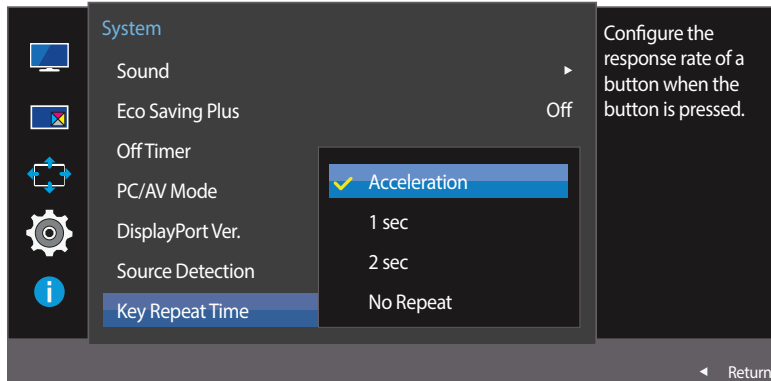 System
Sound
Eco Saving Plus Off
Off Timer
PC/AV Mode
DisplayPort Ver.
Source Detection
Key Repeat Time
Acceleration
1 sec
2 sec
No Repeat
Configure the
response rate of a
button when the
button is pressed.
Return